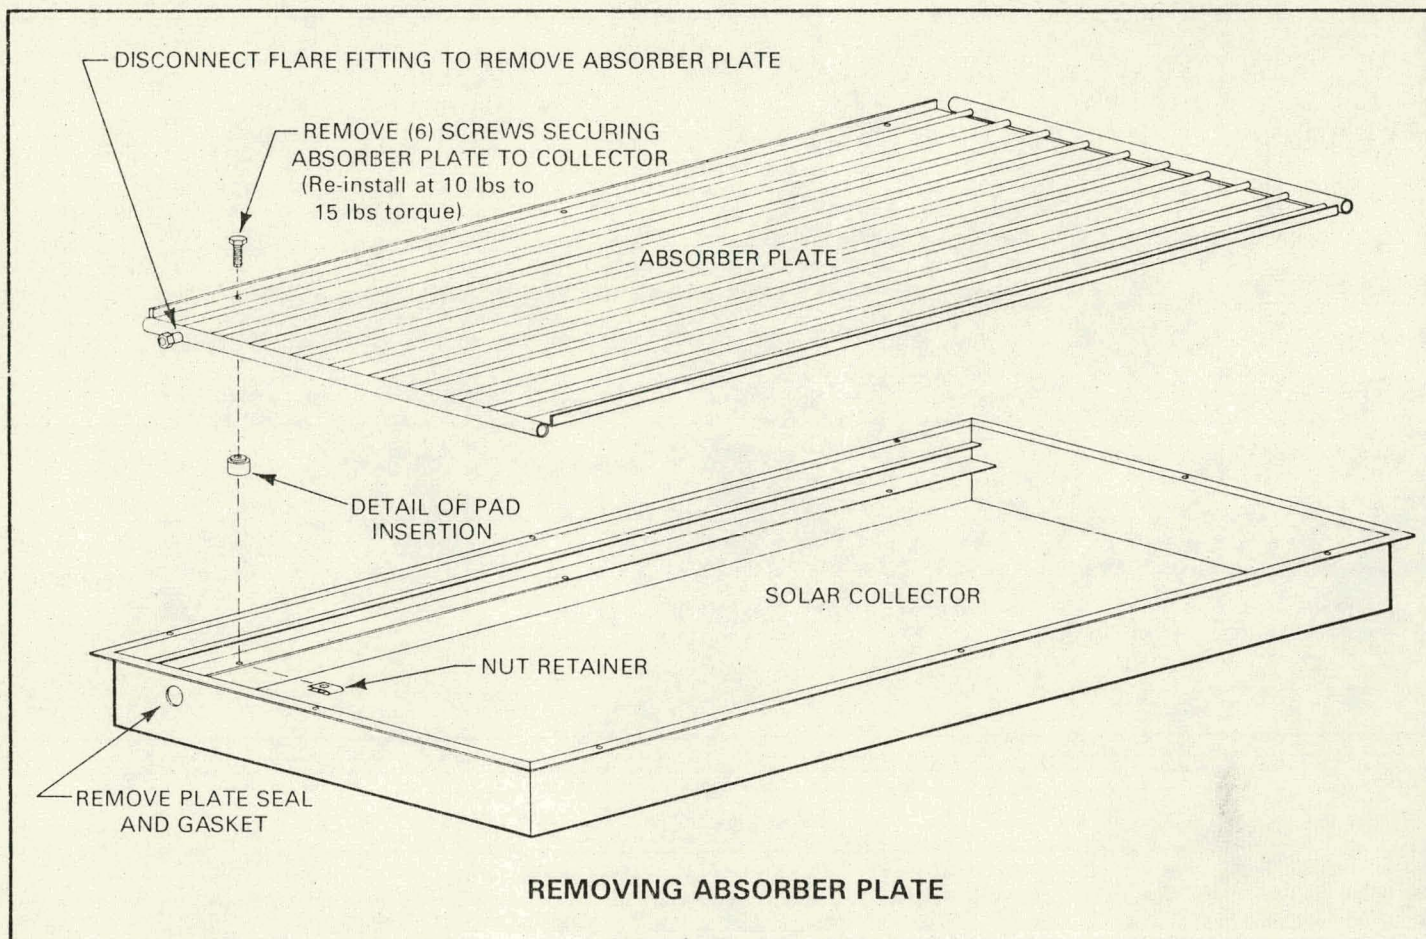 DISCONNECT FLARE FITTING TO REMOVE ABSORBER PLATE
REMOVE (6) SCREWS SECURING
ABSORBER PLATE TO COLLECTOR
(Re-install at 10 lbs to
15 lbs torque)
ABSORBER PLATE
DETAIL OF PAD
INSERTION
SOLAR COLLECTOR
NUT RETAINER
REMOVE PLATE SEAL
AND GASKET
REMOVING ABSORBER PLATE